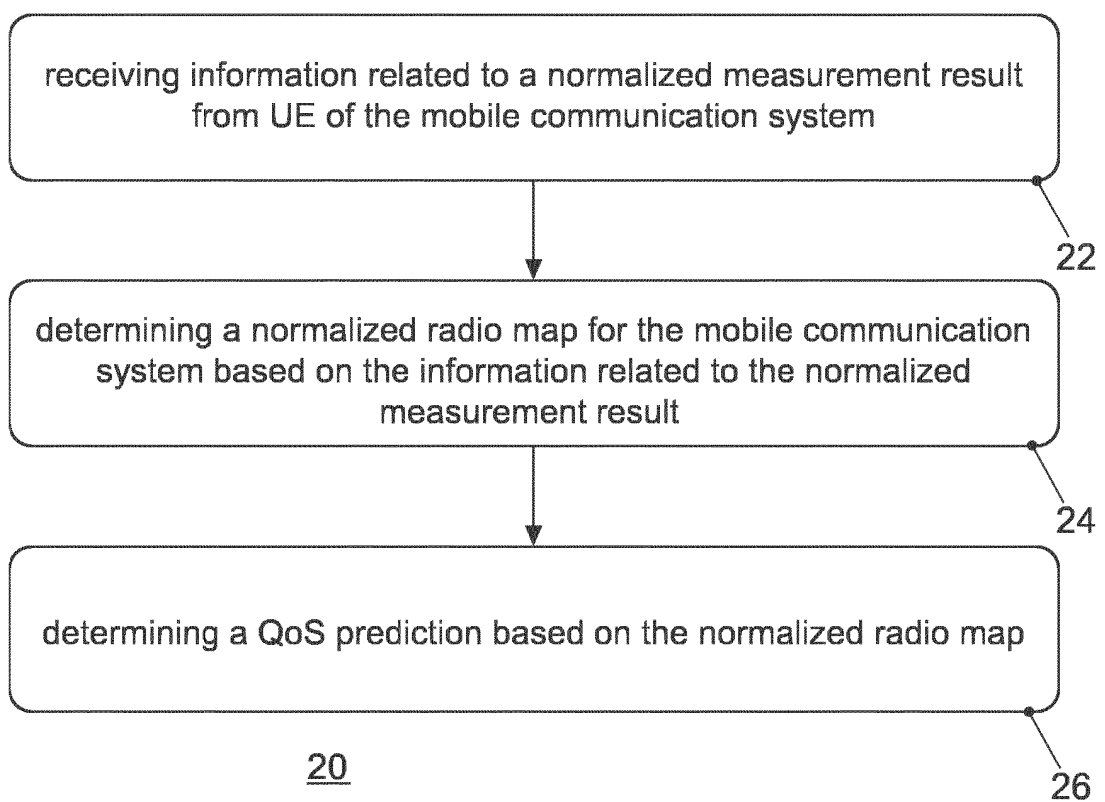 receiving information related to a normalized measurement result
from UE of the mobile communication system
22
determining a normalized radio map for the mobile communication
system based on the information related to the normalized
measurement result
24
determining a QoS prediction based on the normalized radio map
20
26